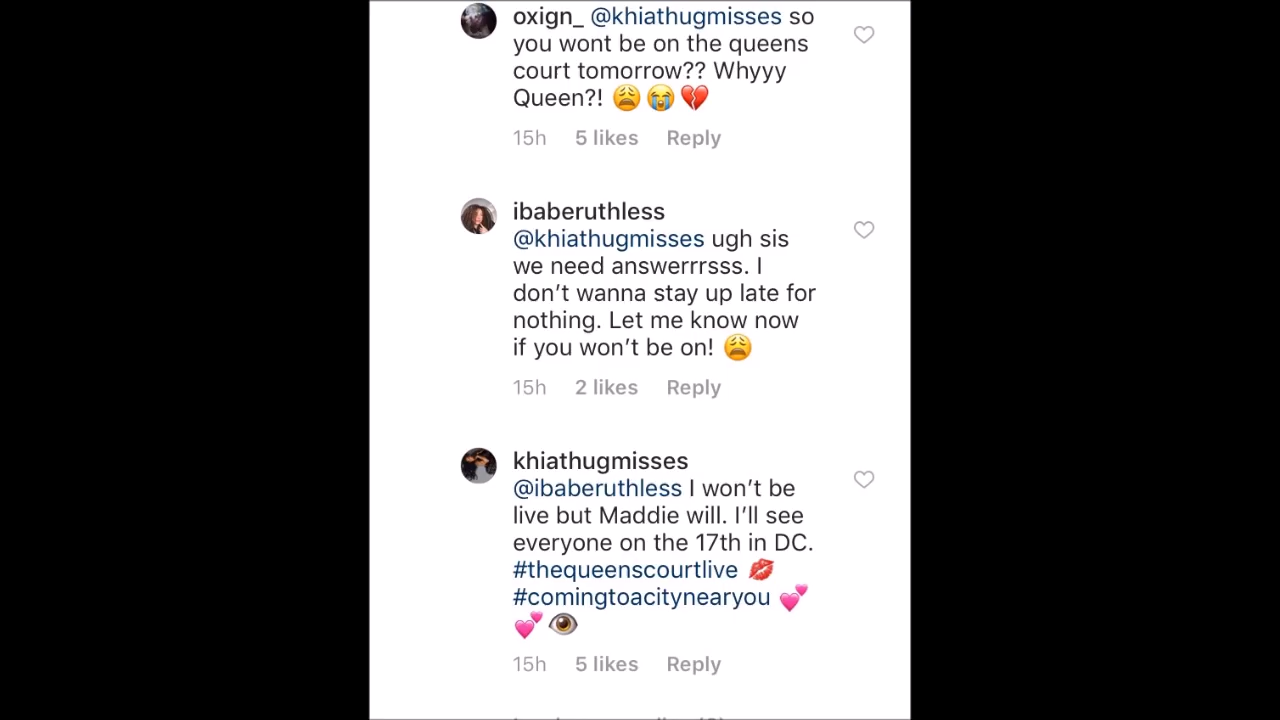 oxign_ @khiathugmisses so
you wont be on the queens
court tomorrow?? Whyyy
Queen?! 😩😭💔
15h 5 likes Reply
ibaberuthless
@khiathugmisses ugh sis
we need answerrrsss. I
don't wanna stay up late for
nothing. Let me know now
if you won't be on! 😩
15h 2 likes Reply
khiathugmisses
@ibaberuthless I won't be
live but Maddie will. I'll see
everyone on the 17th in DC.
#thequeenscourtlive 💋
#comingtoacitynearyou 💕
💕👁
15h 5 likes Reply